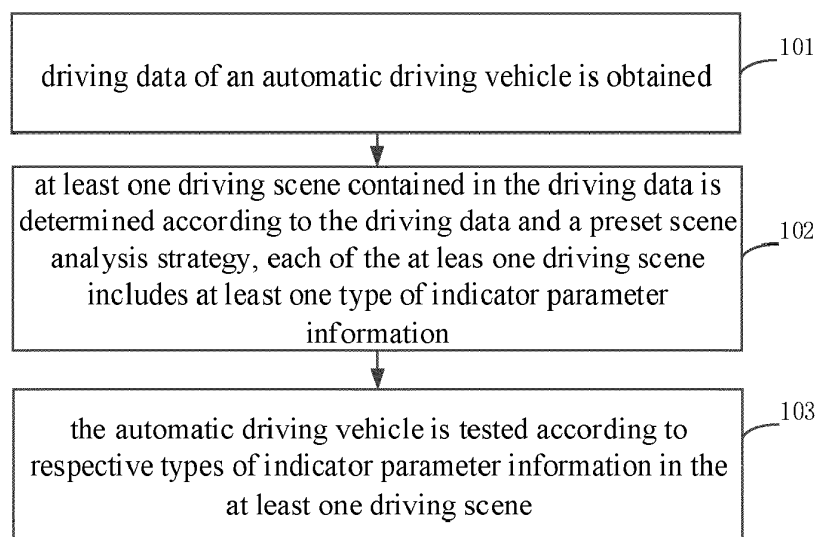 driving data of an automatic driving vehicle is obtained
101
at least one driving scene contained in the driving data is
determined according to the driving data and a preset scene
analysis strategy, each of the at leas one driving scene
includes at least one type of indicator parameter
information
102
the automatic driving vehicle is tested according to
respective types of indicator parameter information in the
at least one driving scene
103